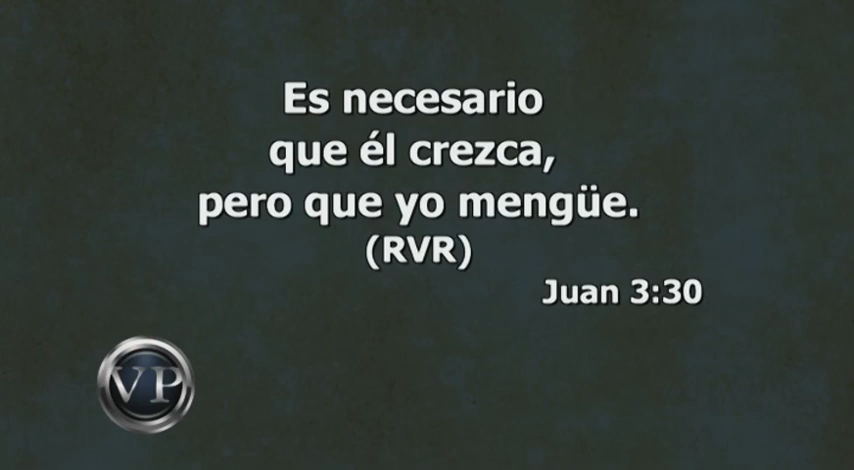 Es necesario
que él crezca,
pero que yo mengüe.
(RVR)
Juan 3:30
VP